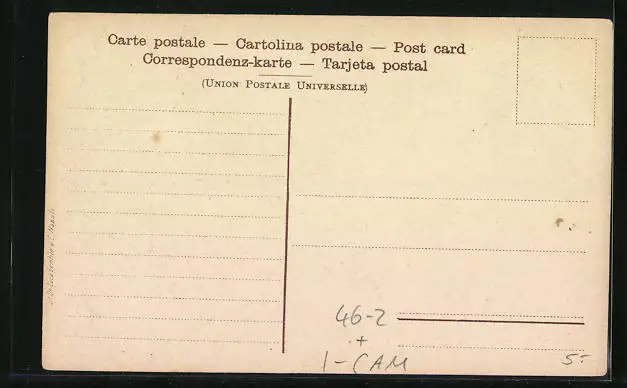 Carte postale — Cartolina postale — Post card
Correspondenz-karte — Tarjeta postal
(Union Postale Universelle)
46-2
+
1-CAM
5-